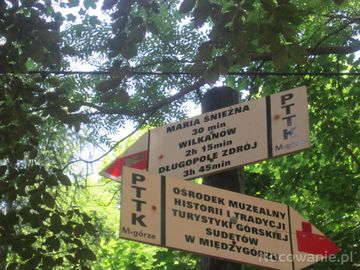 MARIA ŚNIEŻNA
30 min
WILKANÓW
2h 15min
DŁUGOPOLE ZDRÓJ
3h 45min
PTTK
M-górze
PTTK
M-górze
OŚRODEK MUZEALNY
HISTORII I TRADYCJI
TURYSTYKI GÓRSKIEJ
SUDETÓW
W MIĘDZYGÓRZU
Nocowanie.pl